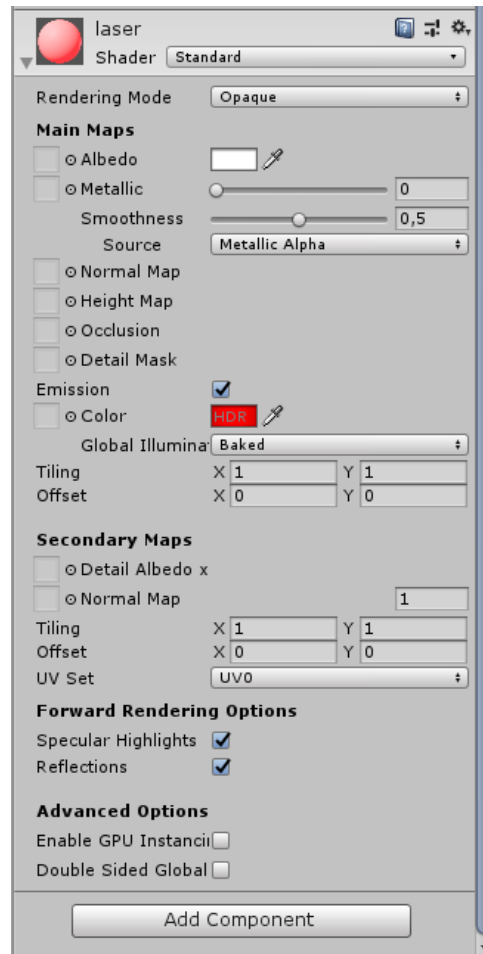 laser
Shader Standard
Rendering Mode Opaque
Main Maps
Albedo
Metallic 0
Smoothness 0,5
Source Metallic Alpha
Normal Map
Height Map
Occlusion
Detail Mask
Emission
Color HDR
Global Illumina Baked
Tiling X 1 Y 1
Offset X 0 Y 0
Secondary Maps
Detail Albedo x
Normal Map 1
Tiling X 1 Y 1
Offset X 0 Y 0
UV Set UV0
Forward Rendering Options
Specular Highlights
Reflections
Advanced Options
Enable GPU Instanci
Double Sided Global
Add Component